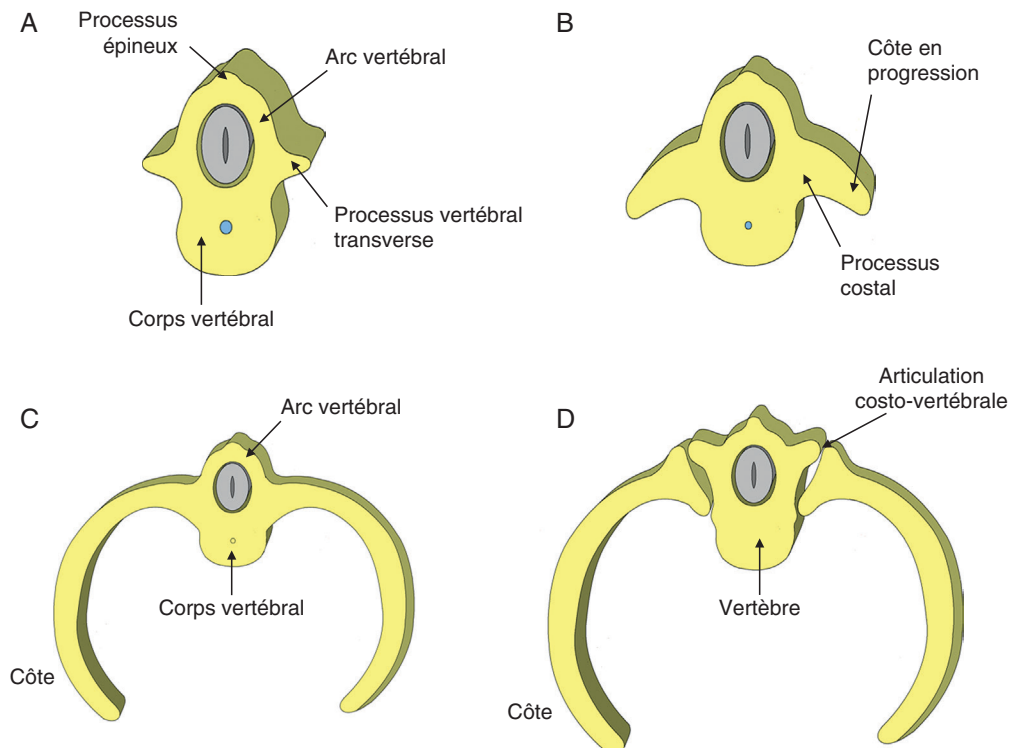 A
Processus
épineux
Arc vertébral
Processus vertébral
transverse
Corps vertébral
B
Côte en
progression
Processus
costal
C
Arc vertébral
Corps vertébral
Côte
D
Articulation
costo-vertébrale
Vertèbre
Côte